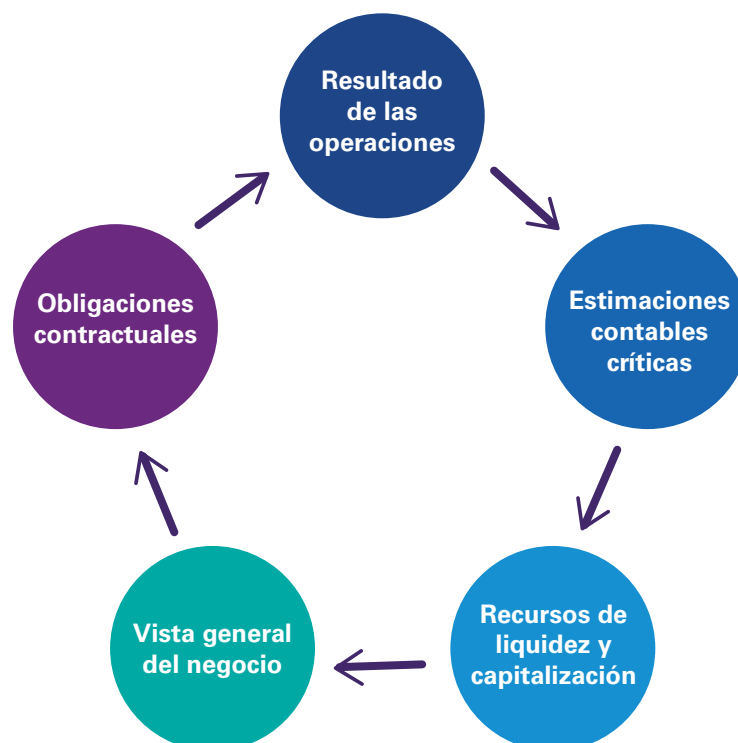 Resultado
de las
operaciones
Estimaciones
contables
críticas
Recursos de
liquidez y
capitalización
Vista general
del negocio
Obligaciones
contractuales